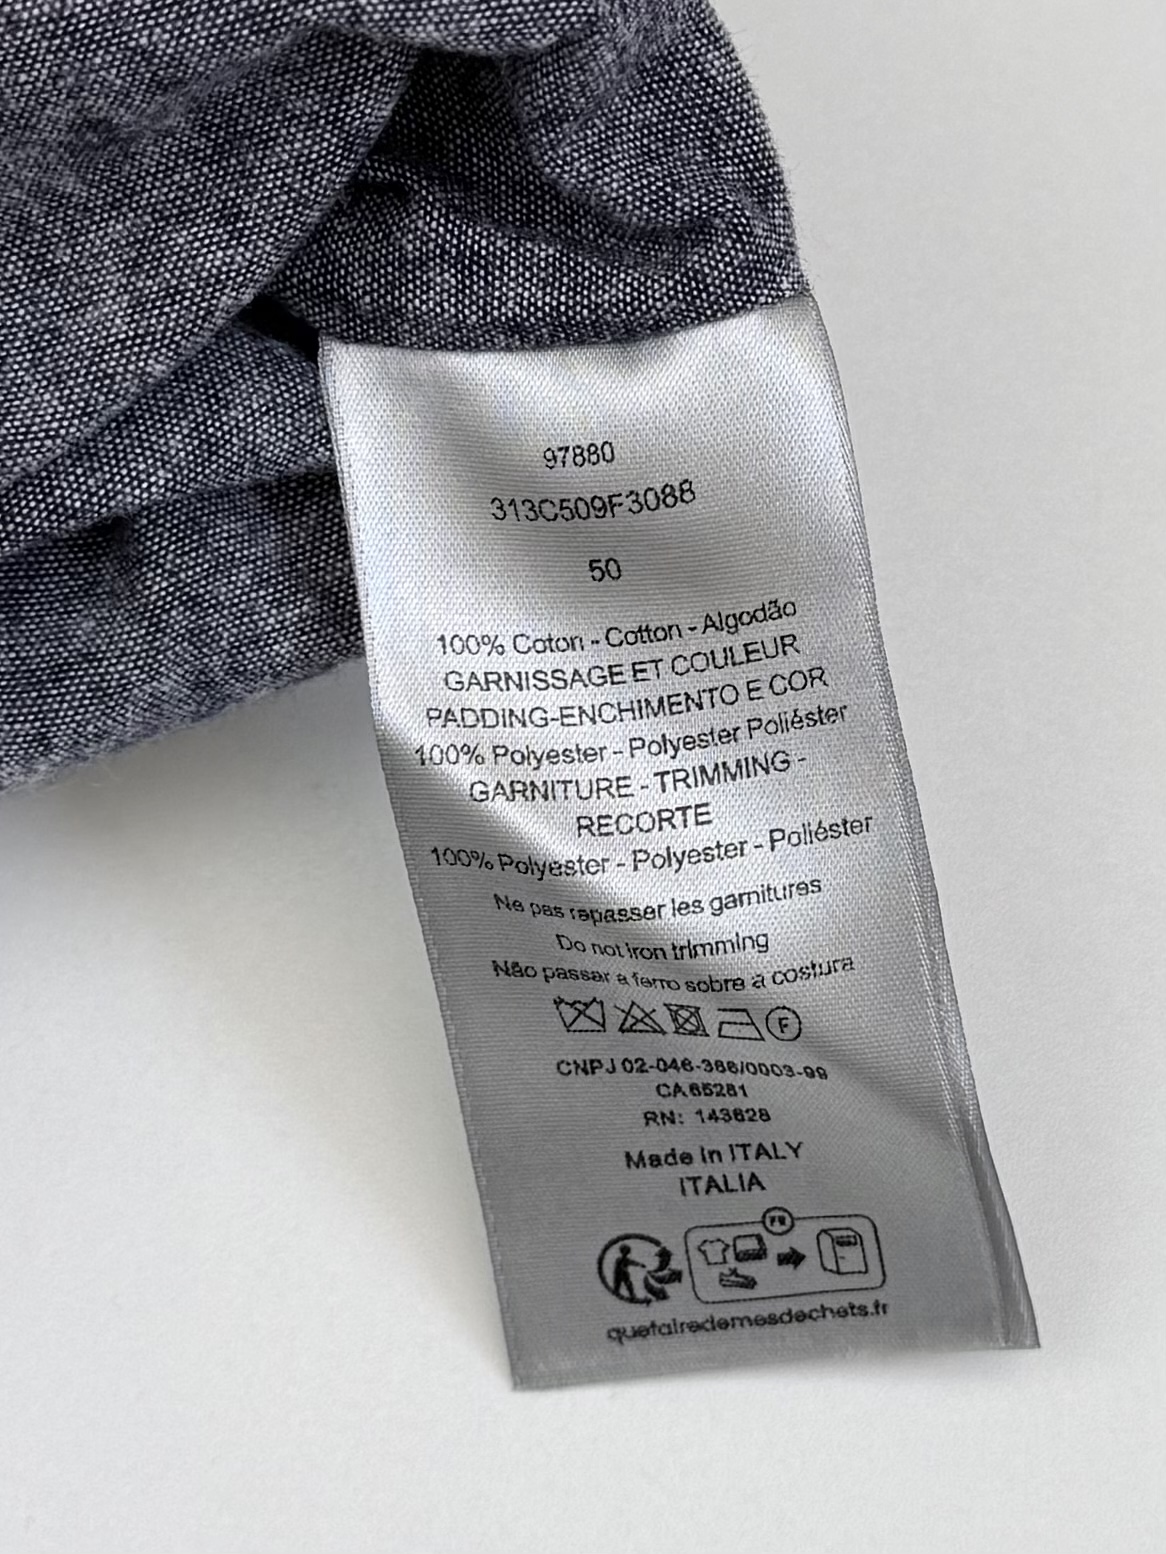 97880
313C509F3088
50
100% Coton - Cotton - Algodão
GARNISSAGE ET COULEUR
PADDING-ENCHIMENTO E COR
100% Polyester - Polyester Poliéster
GARNITURE - TRIMMING -
RECORTE
100% Polyester - Polyester - Poliéster
Ne pas repasser les garnitures
Do not iron trimming
Não passar a ferro sobre a costura
F
CNPJ 02-046-366/0003-99
CA 65281
RN: 143628
Made in ITALY
ITALIA
FR
quefairedemesdechets.fr